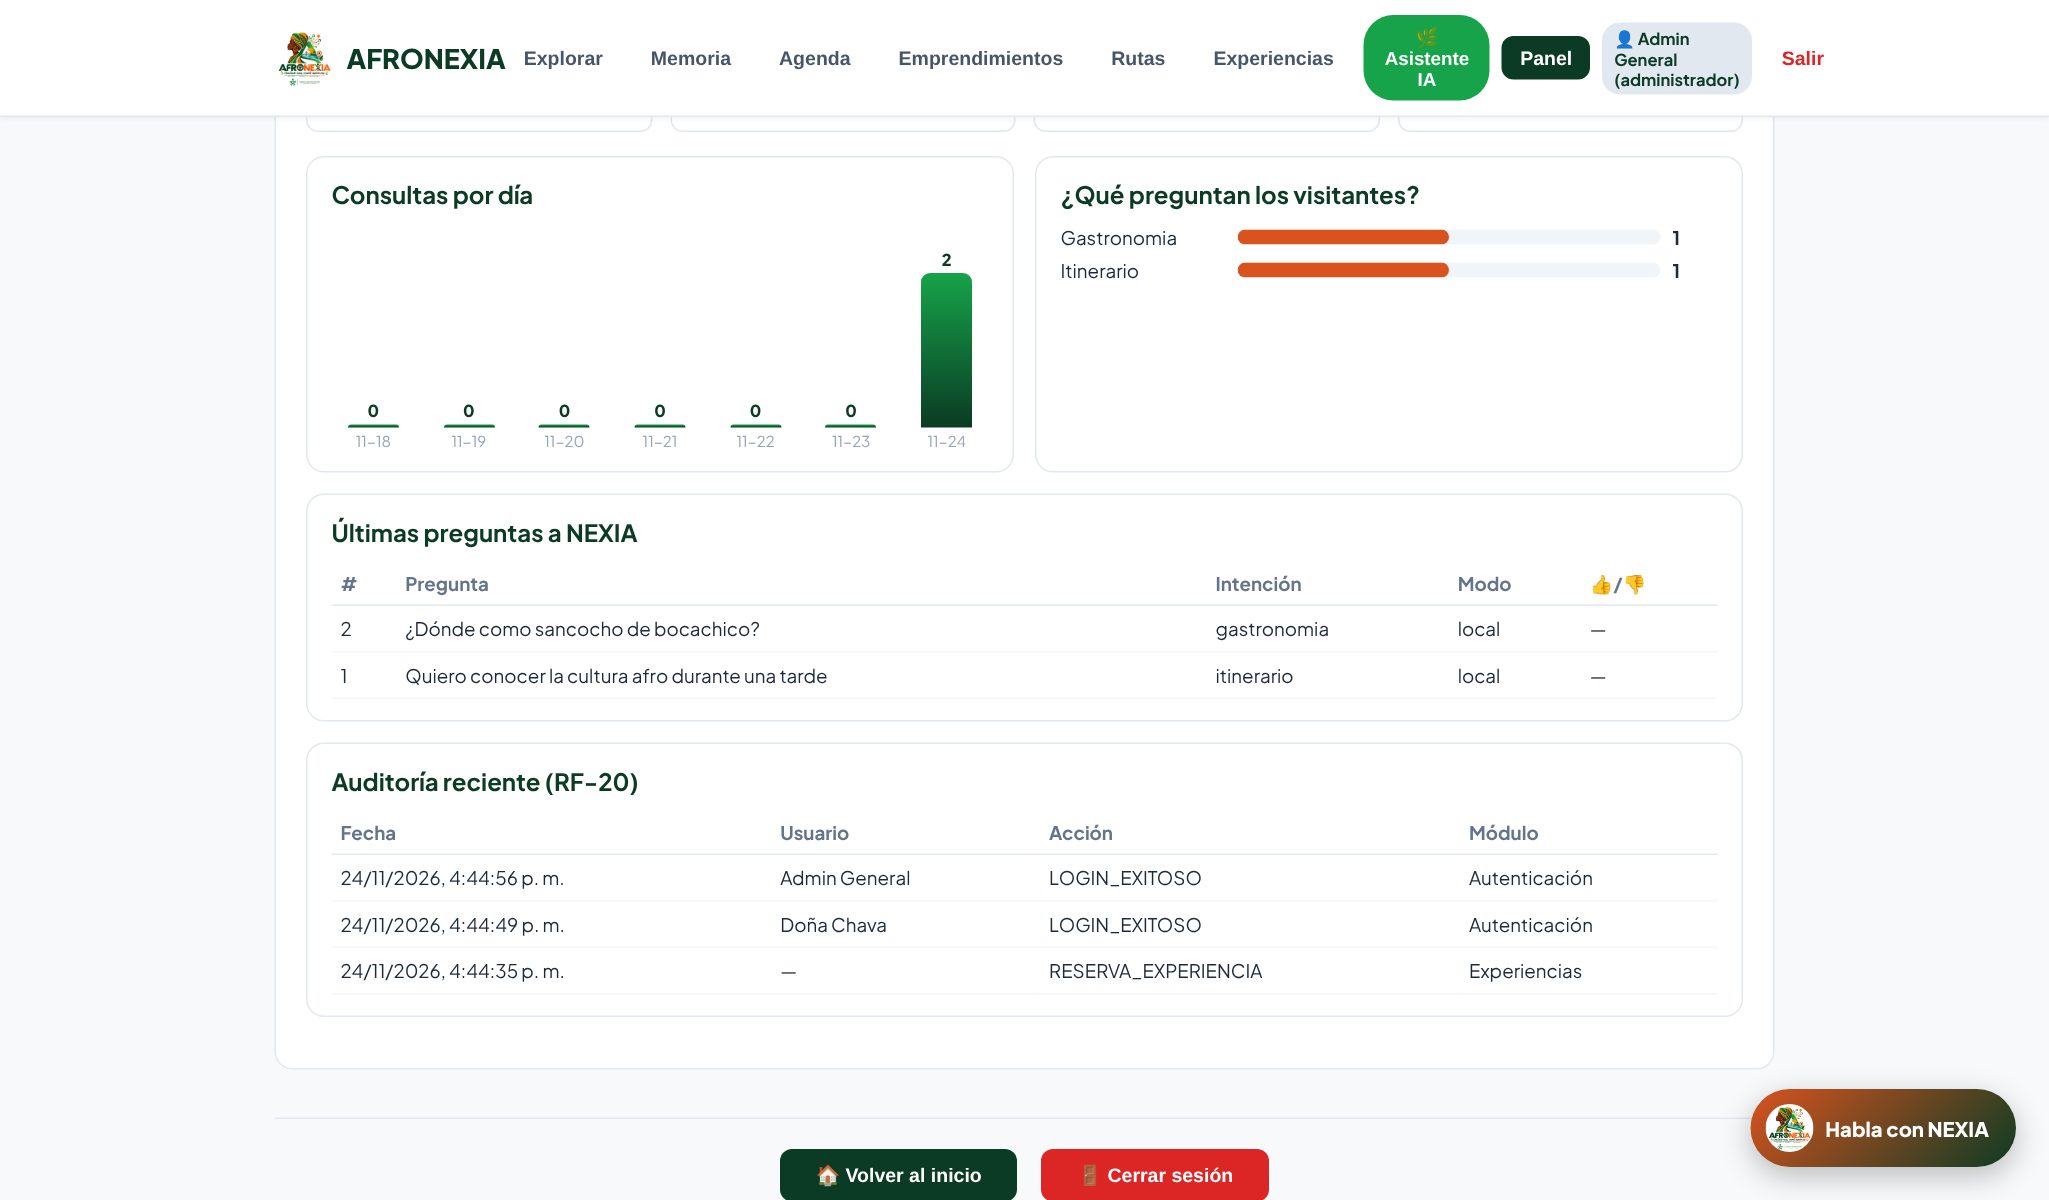 AFRONEXIA
AFRONEXIA
Explorar
Memoria
Agenda
Emprendimientos
Rutas
Experiencias
🌿
Asistente
IA
Panel
👤 Admin
General
(administrador)
Salir
Consultas por día
2
0
0
0
0
0
0
11-18
11-19
11-20
11-21
11-22
11-23
11-24
¿Qué preguntan los visitantes?
Gastronomia 1
Itinerario 1
Últimas preguntas a NEXIA
# Pregunta Intención Modo 👍/👎
2 ¿Dónde como sancocho de bocachico? gastronomia local —
1 Quiero conocer la cultura afro durante una tarde itinerario local —
Auditoría reciente (RF-20)
Fecha Usuario Acción Módulo
24/11/2026, 4:44:56 p. m. Admin General LOGIN_EXITOSO Autenticación
24/11/2026, 4:44:49 p. m. Doña Chava LOGIN_EXITOSO Autenticación
24/11/2026, 4:44:35 p. m. — RESERVA_EXPERIENCIA Experiencias
AFRONEXIA
Habla con NEXIA
🏠 Volver al inicio
🚪 Cerrar sesión